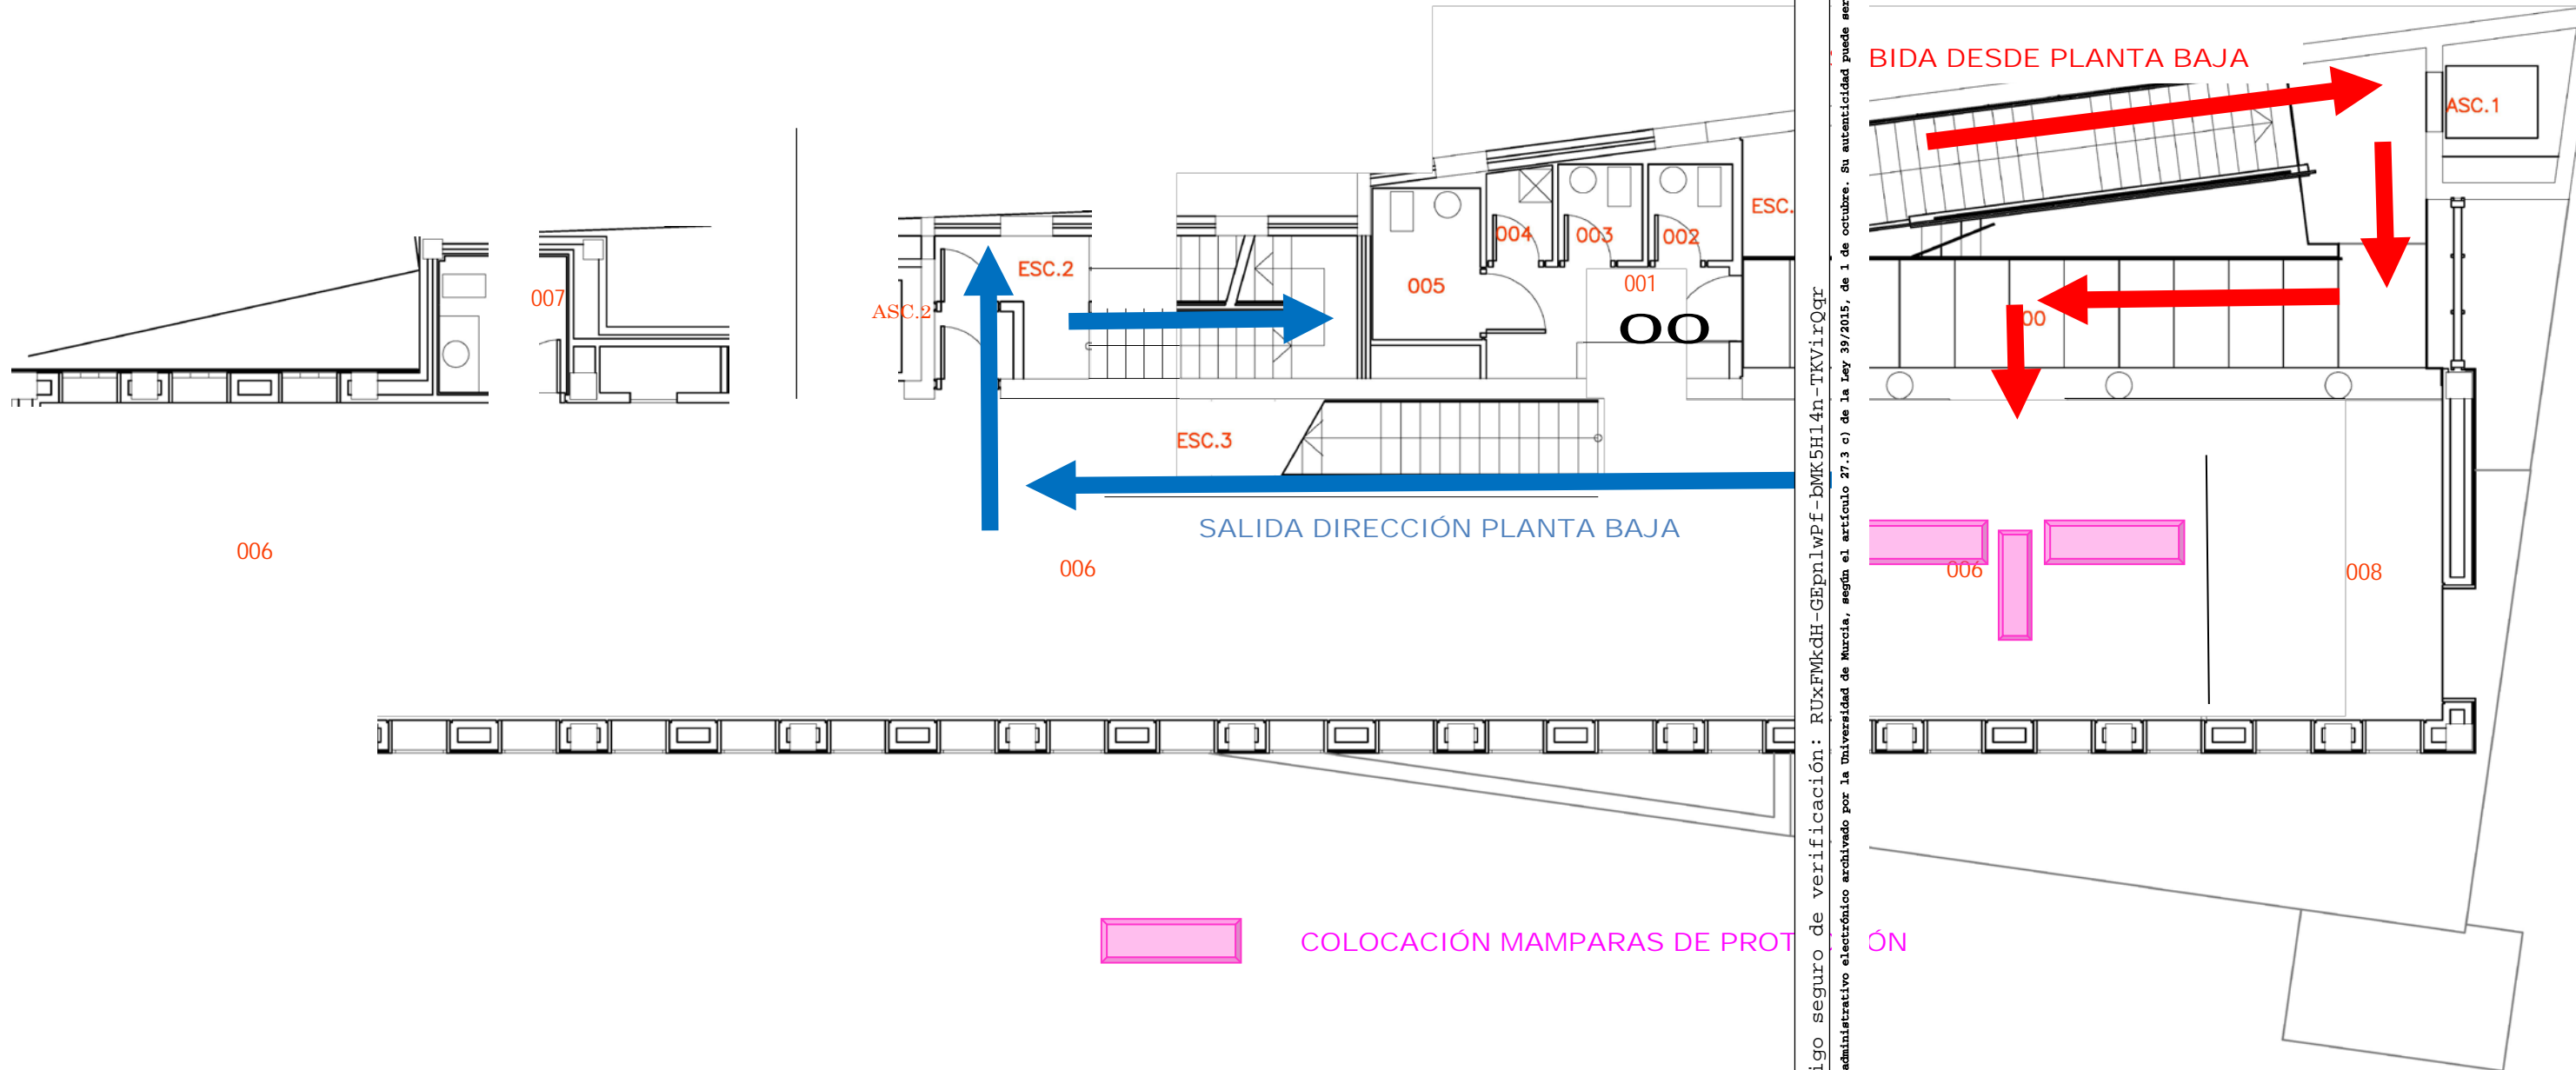 BIDA DESDE PLANTA BAJA
ASC.1
ESC.
004
003
002
ESC.2
007
005
001
ASC.2
OO
00
ESC.3
SALIDA DIRECCIÓN PLANTA BAJA
006
006
006
008
COLOCACIÓN MAMPARAS DE PROT ÓN
igo seguro de verificación: RUxFMkdH-GEpnlwPf-bMK5Hl4n-TKVirQqr
administrativo electrónico archivado por la Universidad de Murcia, según el artículo 27.3 c) de la Ley 39/2015, de 1 de octubre. Su autenticidad puede ser